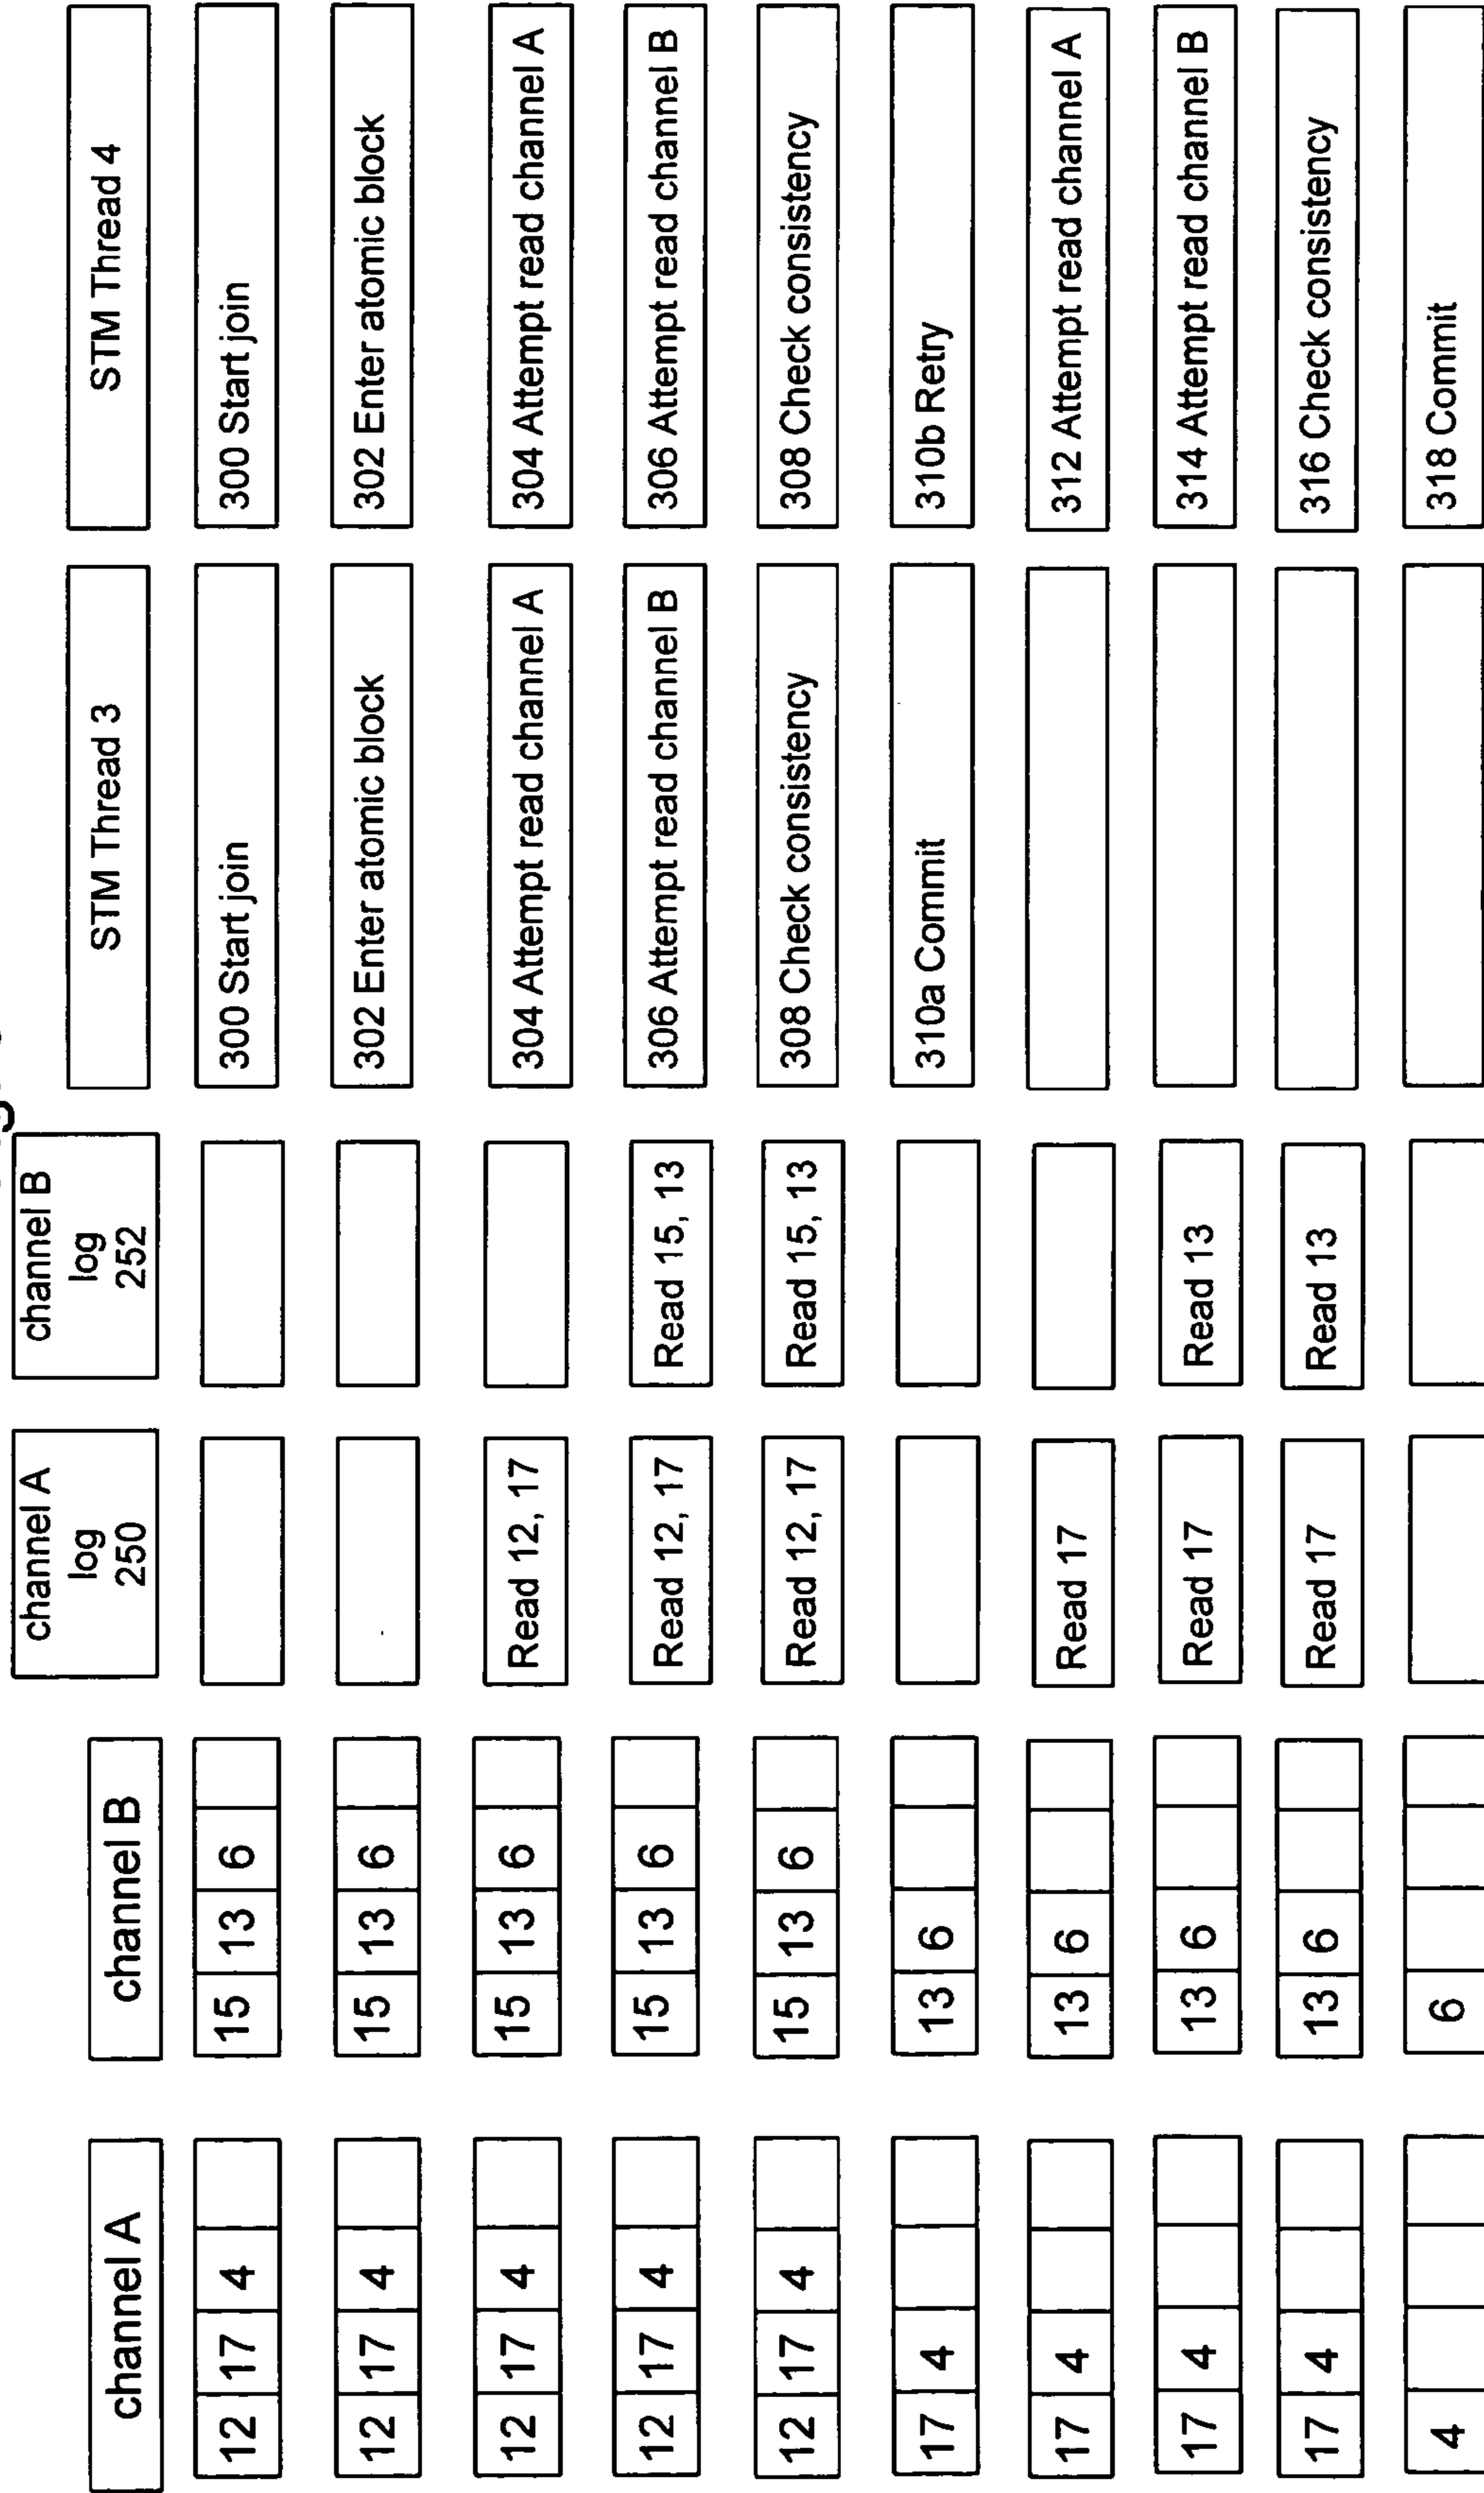 channel A
channel B
channel A
log
250
channel B
log
252
STM Thread 3
STM Thread 4
12 17 4
15 13 6
300 Start join
300 Start join
12 17 4
15 13 6
302 Enter atomic block
302 Enter atomic block
12 17 4
15 13 6
Read 12, 17
304 Attempt read channel A
304 Attempt read channel A
12 17 4
15 13 6
Read 12, 17
Read 15, 13
306 Attempt read channel B
306 Attempt read channel B
12 17 4
15 13 6
Read 12, 17
Read 15, 13
308 Check consistency
308 Check consistency
17 4
13 6
310a Commit
310b Retry
17 4
13 6
Read 17
312 Attempt read channel A
17 4
13 6
Read 17
Read 13
314 Attempt read channel B
17 4
13 6
Read 17
Read 13
316 Check consistency
4
6
318 Commit